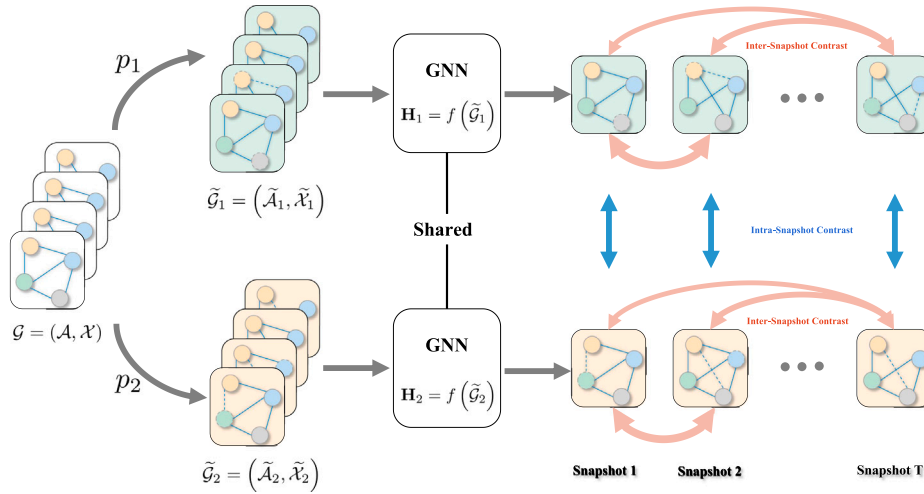 p₁
GNN
H₁ = f (𝒢̃₁)
Inter-Snapshot Contrast
𝒢̃₁ = (𝒜̃₁, 𝒳̃₁)
Shared
Intra-Snapshot Contrast
𝒢 = (𝒜, 𝒳)
p₂
GNN
H₂ = f (𝒢̃₂)
Inter-Snapshot Contrast
𝒢̃₂ = (𝒜̃₂, 𝒳̃₂)
Snapshot 1
Snapshot 2
Snapshot T